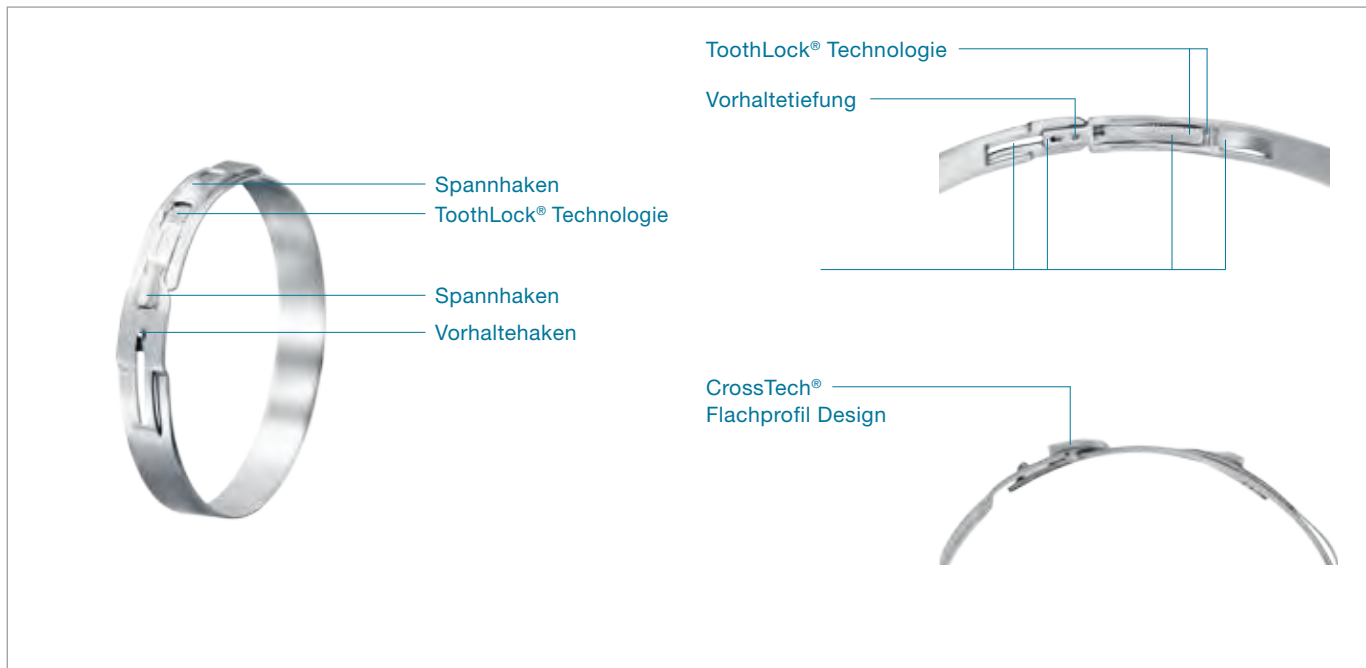 Spannhaken
ToothLock® Technologie
Spannhaken
Vorhaltehaken
ToothLock® Technologie
Vorhaltetiefung
CrossTech®
Flachprofil Design